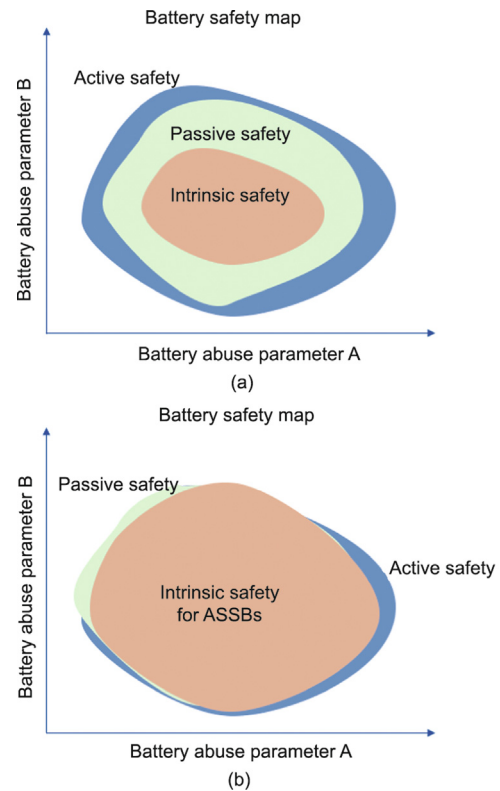 Battery safety map
Active safety
Passive safety
Intrinsic safety
Battery abuse parameter B
Battery abuse parameter A
(a)
Battery safety map
Passive safety
Active safety
Intrinsic safety
for ASSBs
Battery abuse parameter B
Battery abuse parameter A
(b)